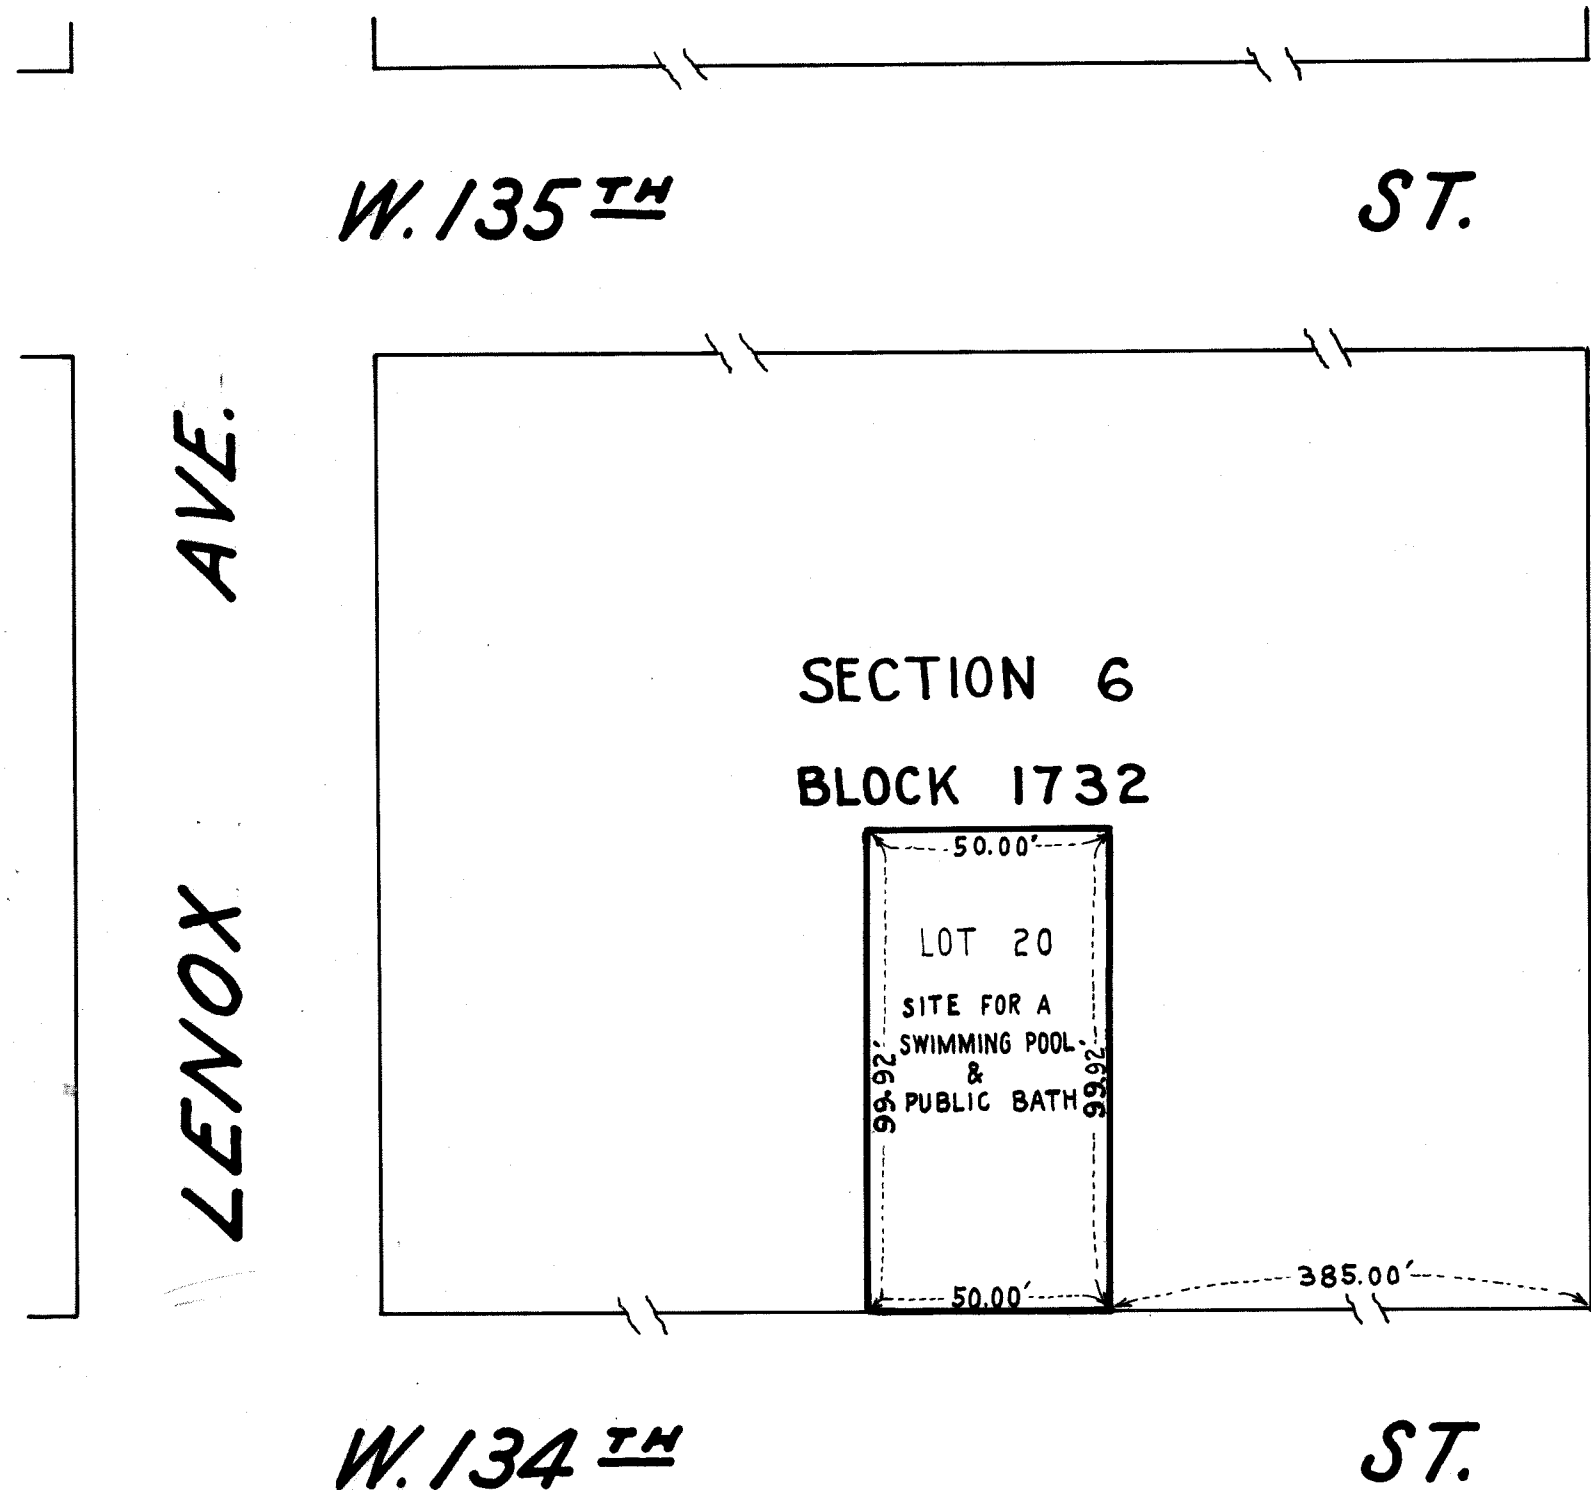 W. 135TH ST.
LENOX AVE.
SECTION 6
BLOCK 1732
50.00'
LOT 20
SITE FOR A
SWIMMING POOL
&
PUBLIC BATH
99.92'
99.92'
50.00'
385.00'
W. 134TH ST.